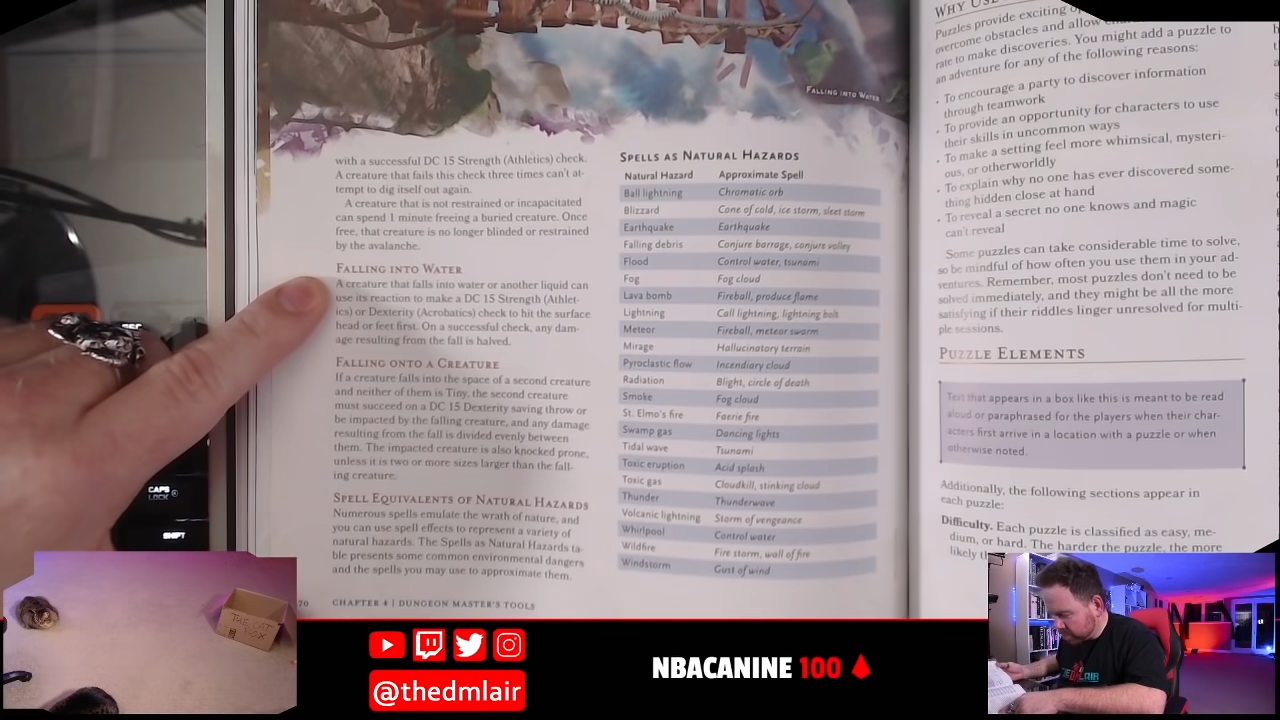 FALLING INTO WATER
with a successful DC 15 Strength (Athletics) check.
A creature that fails this check three times can't at-
tempt to dig itself out again.
A creature that is not restrained or incapacitated
can spend 1 minute freeing a buried creature. Once
free, that creature is no longer blinded or restrained
by the avalanche.
FALLING INTO WATER
A creature that falls into water or another liquid can
use its reaction to make a DC 15 Strength (Athlet-
ics) or Dexterity (Acrobatics) check to hit the surface
head or feet first. On a successful check, any dam-
age resulting from the fall is halved.
FALLING ONTO A CREATURE
If a creature falls into the space of a second creature
and neither of them is Tiny, the second creature
must succeed on a DC 15 Dexterity saving throw or
be impacted by the falling creature, and any damage
resulting from the fall is divided evenly between
them. The impacted creature is also knocked prone,
unless it is two or more sizes larger than the fall-
ing creature.
SPELL EQUIVALENTS OF NATURAL HAZARDS
Numerous spells emulate the wrath of nature, and
you can use spell effects to represent a variety of
natural hazards. The Spells as Natural Hazards ta-
ble presents some common environmental dangers
and the spells you may use to approximate them.
70 CHAPTER 4 | DUNGEON MASTER'S TOOLS
SPELLS AS NATURAL HAZARDS
Natural Hazard Approximate Spell
Ball lightning Chromatic orb
Blizzard Cone of cold, ice storm, sleet storm
Earthquake Earthquake
Falling debris Conjure barrage, conjure volley
Flood Control water, tsunami
Fog Fog cloud
Lava bomb Fireball, produce flame
Lightning Call lightning, lightning bolt
Meteor Fireball, meteor swarm
Mirage Hallucinatory terrain
Pyroclastic flow Incendiary cloud
Radiation Blight, circle of death
Smoke Fog cloud
St. Elmo's fire Faerie fire
Swamp gas Dancing lights
Tidal wave Tsunami
Toxic eruption Acid splash
Toxic gas Cloudkill, stinking cloud
Thunder Thunderwave
Volcanic lightning Storm of vengeance
Whirlpool Control water
Wildfire Fire storm, wall of fire
Windstorm Gust of wind
WHY USE
Puzzles provide exciting
overcome obstacles and allow
rate to make discoveries. You might add a puzzle to
an adventure for any of the following reasons:
• To encourage a party to discover information
through teamwork
• To provide an opportunity for characters to use
their skills in uncommon ways
• To make a setting feel more whimsical, mysteri-
ous, or otherworldly
• To explain why no one has ever discovered some-
thing hidden close at hand
• To reveal a secret no one knows and magic
can't reveal
Some puzzles can take considerable time to solve,
so be mindful of how often you use them in your ad-
ventures. Remember, most puzzles don't need to be
solved immediately, and they might be all the more
satisfying if their riddles linger unresolved for multi-
ple sessions.
PUZZLE ELEMENTS
Text that appears in a box like this is meant to be read
aloud or paraphrased for the players when their char-
acters first arrive in a location with a puzzle or when
otherwise noted.
Additionally, the following sections appear in
each puzzle:
Difficulty. Each puzzle is classified as easy, me-
dium, or hard. The harder the puzzle, the more
likely
CAPS
LOCK
SHIFT
THE CAT
BOX
@thedmlair
NBACANINE 100